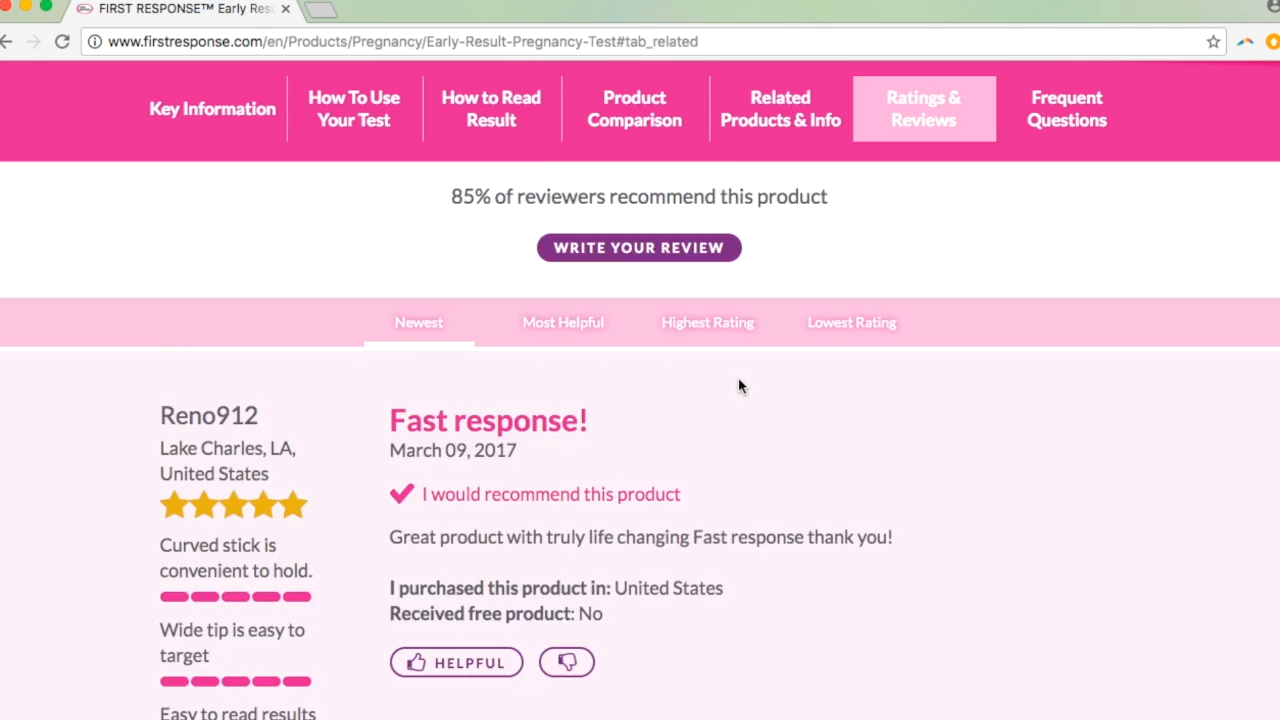 FIRST RESPONSE™ Early Res
www.firstresponse.com/en/Products/Pregnancy/Early-Result-Pregnancy-Test#tab_related
Key Information
How To Use
Your Test
How to Read
Result
Product
Comparison
Related
Products & Info
Ratings &
Reviews
Frequent
Questions
85% of reviewers recommend this product
WRITE YOUR REVIEW
Newest
Most Helpful
Highest Rating
Lowest Rating
Reno912
Lake Charles, LA,
United States
Curved stick is
convenient to hold.
Wide tip is easy to
target
Easy to read results
Fast response!
March 09, 2017
I would recommend this product
Great product with truly life changing Fast response thank you!
I purchased this product in: United States
Received free product: No
HELPFUL